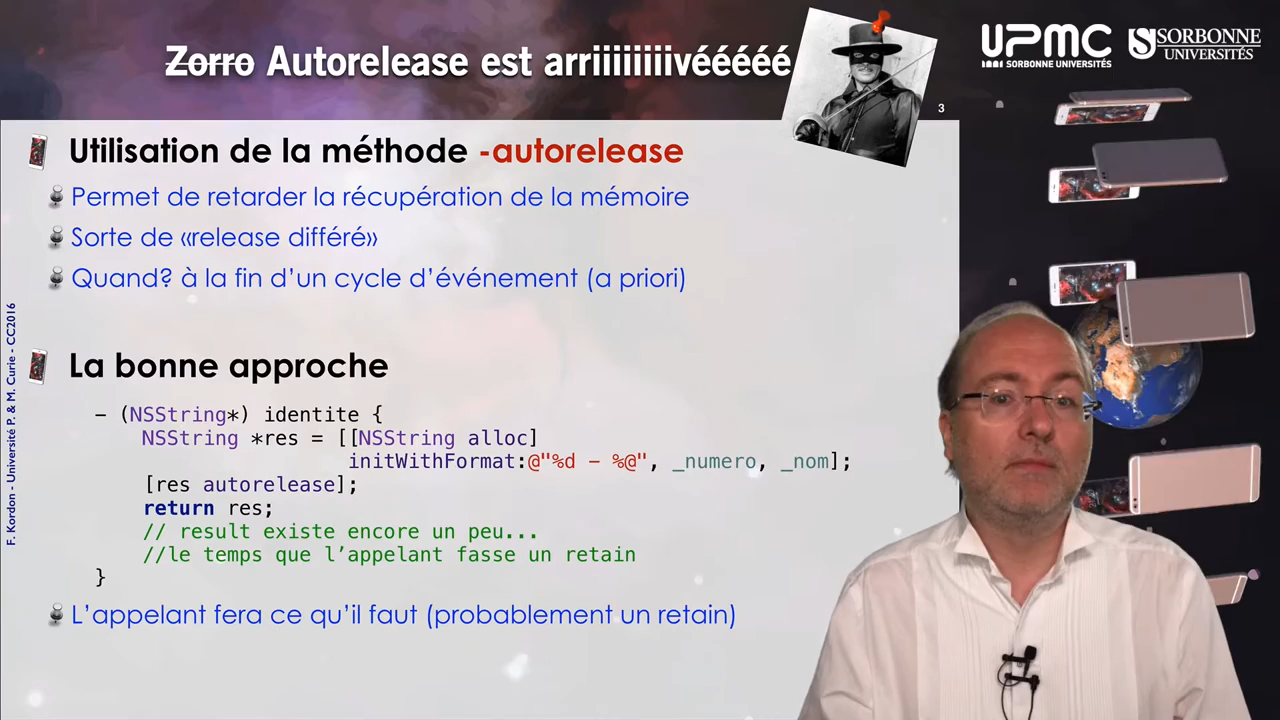 Zorro Autorelease est arriiiiiiivééééé
UPMC
SORBONNE UNIVERSITÉS
SORBONNE
UNIVERSITÉS
3
Utilisation de la méthode -autorelease
Permet de retarder la récupération de la mémoire
Sorte de «release différé»
Quand? à la fin d’un cycle d’événement (a priori)
La bonne approche
– (NSString*) identite {
NSString *res = [[NSString alloc]
initWithFormat:@"%d – %@", _numero, _nom];
[res autorelease];
return res;
// result existe encore un peu...
//le temps que l’appelant fasse un retain
}
L’appelant fera ce qu’il faut (probablement un retain)
F. Kordon - Université P. & M. Curie - CC2016